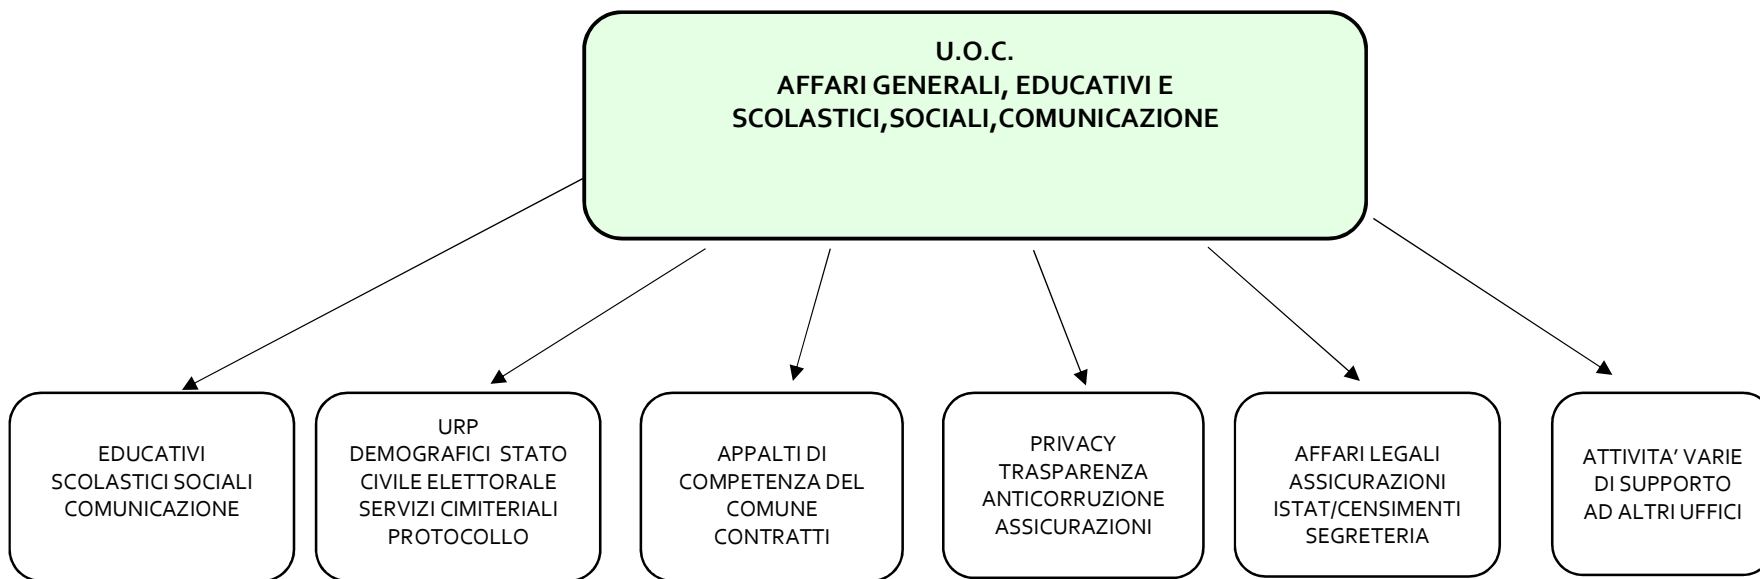 U.O.C.
AFFARI GENERALI, EDUCATIVI E
SCOLASTICI,SOCIALI,COMUNICAZIONE
EDUCATIVI
SCOLASTICI SOCIALI
COMUNICAZIONE
URP
DEMOGRAFICI STATO
CIVILE ELETTORALE
SERVIZI CIMITERIALI
PROTOCOLLO
APPALTI DI
COMPETENZA DEL
COMUNE
CONTRATTI
PRIVACY
TRASPARENZA
ANTICORRUZIONE
ASSICURAZIONI
AFFARI LEGALI
ASSICURAZIONI
ISTAT/CENSIMENTI
SEGRETERIA
ATTIVITA’ VARIE
DI SUPPORTO
AD ALTRI UFFICI